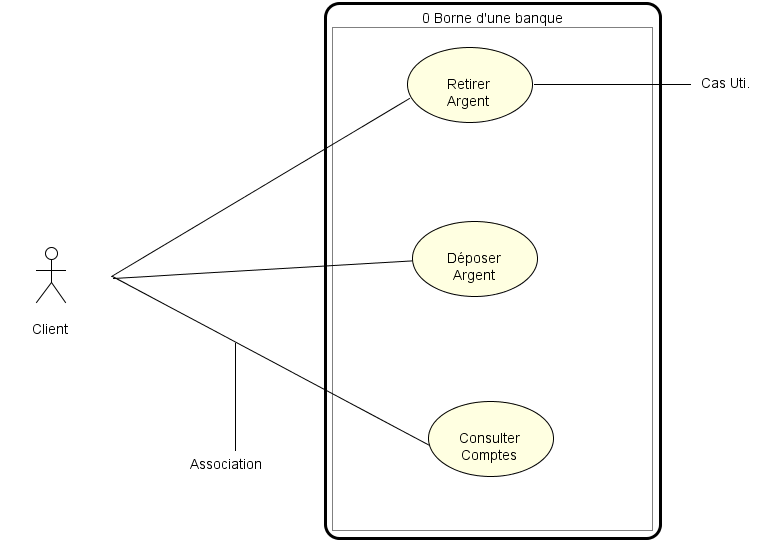 0 Borne d'une banque
Retirer
Argent
Cas Uti.
Déposer
Argent
Client
Consulter
Comptes
Association